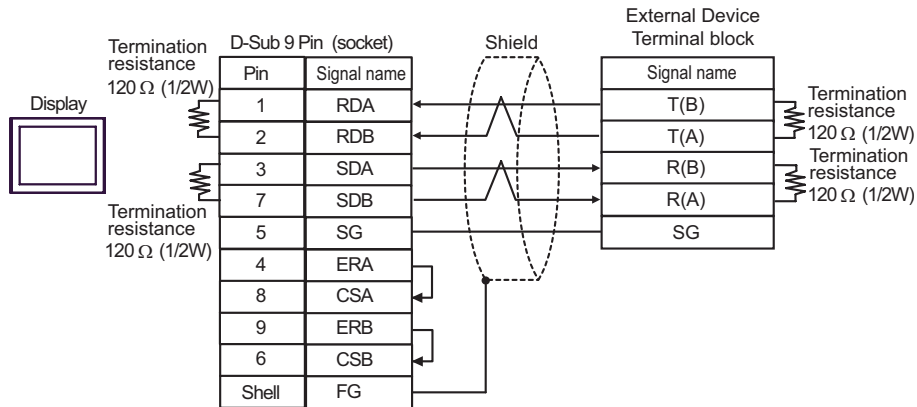 External Device
Terminal block
D-Sub 9 Pin (socket)
Shield
Termination
resistance
120 Ω (1/2W)
Display
Pin Signal name
1 RDA
2 RDB
3 SDA
7 SDB
5 SG
4 ERA
8 CSA
9 ERB
6 CSB
Shell FG
Termination
resistance
120 Ω (1/2W)
Signal name
T(B)
T(A)
R(B)
R(A)
SG
Termination
resistance
120 Ω (1/2W)
Termination
resistance
120 Ω (1/2W)